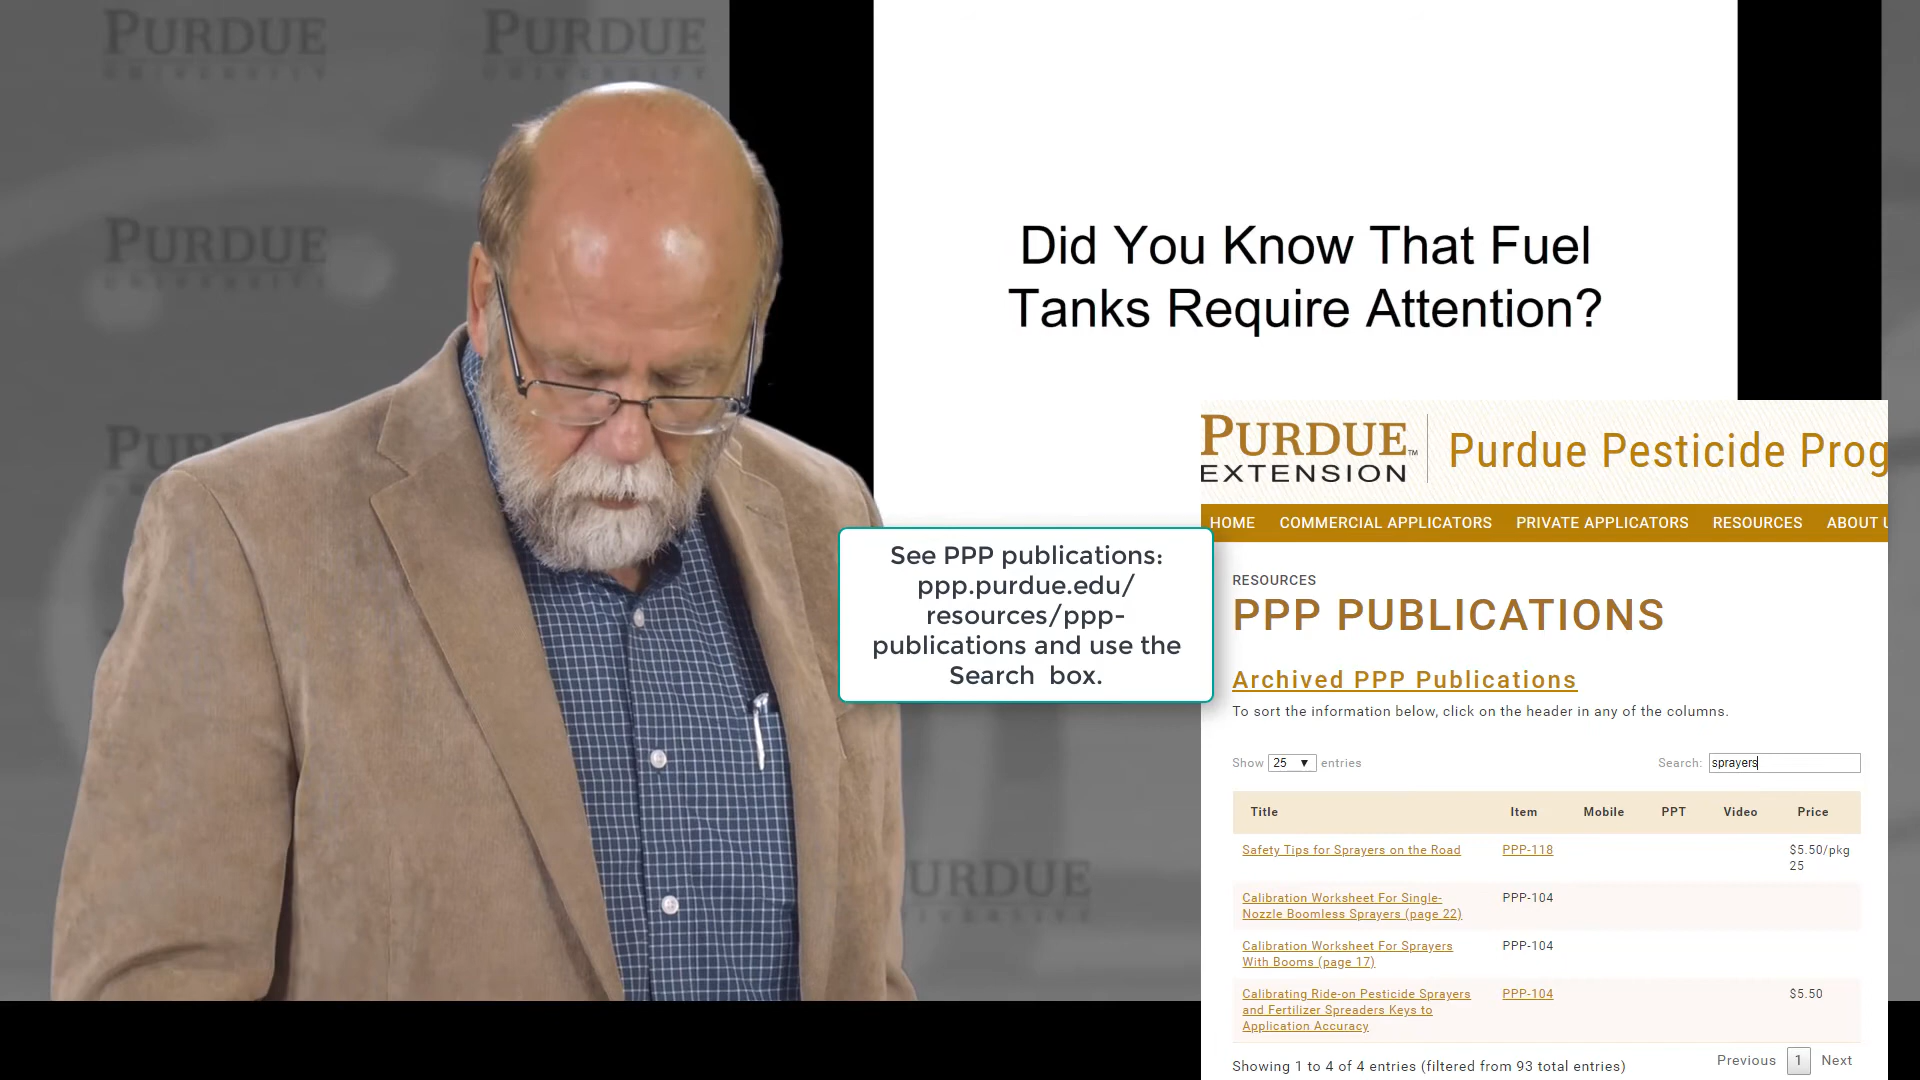 PURDUE
UNIVERSITY
PURDUE
UNIVERSITY
PURDUE
UNIVERSITY
Did You Know That Fuel
Tanks Require Attention?
PURDUE™
EXTENSION
Purdue Pesticide Prog
HOME COMMERCIAL APPLICATORS PRIVATE APPLICATORS RESOURCES ABOUT U
See PPP publications:
ppp.purdue.edu/
resources/ppp-
publications and use the
Search box.
RESOURCES
PPP PUBLICATIONS
Archived PPP Publications
To sort the information below, click on the header in any of the columns.
Show 25 ▼ entries Search: sprayers
Title Item Mobile PPT Video Price
Safety Tips for Sprayers on the Road PPP-118 $5.50/pkg
25
Calibration Worksheet For Single-
Nozzle Boomless Sprayers (page 22) PPP-104
Calibration Worksheet For Sprayers
With Booms (page 17) PPP-104
Calibrating Ride-on Pesticide Sprayers
and Fertilizer Spreaders Keys to
Application Accuracy PPP-104 $5.50
Showing 1 to 4 of 4 entries (filtered from 93 total entries)
Previous 1 Next